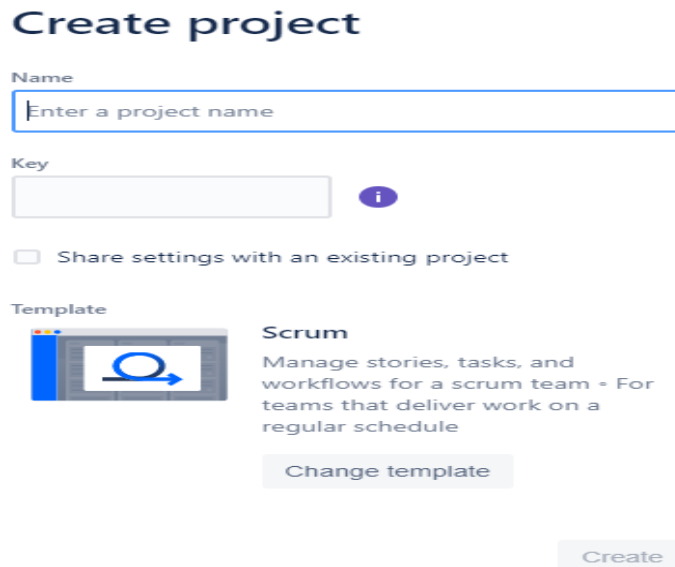 Create project
Name
Enter a project name
Key
i
Share settings with an existing project
Template
Scrum
Manage stories, tasks, and
workflows for a scrum team • For
teams that deliver work on a
regular schedule
Change template
Create